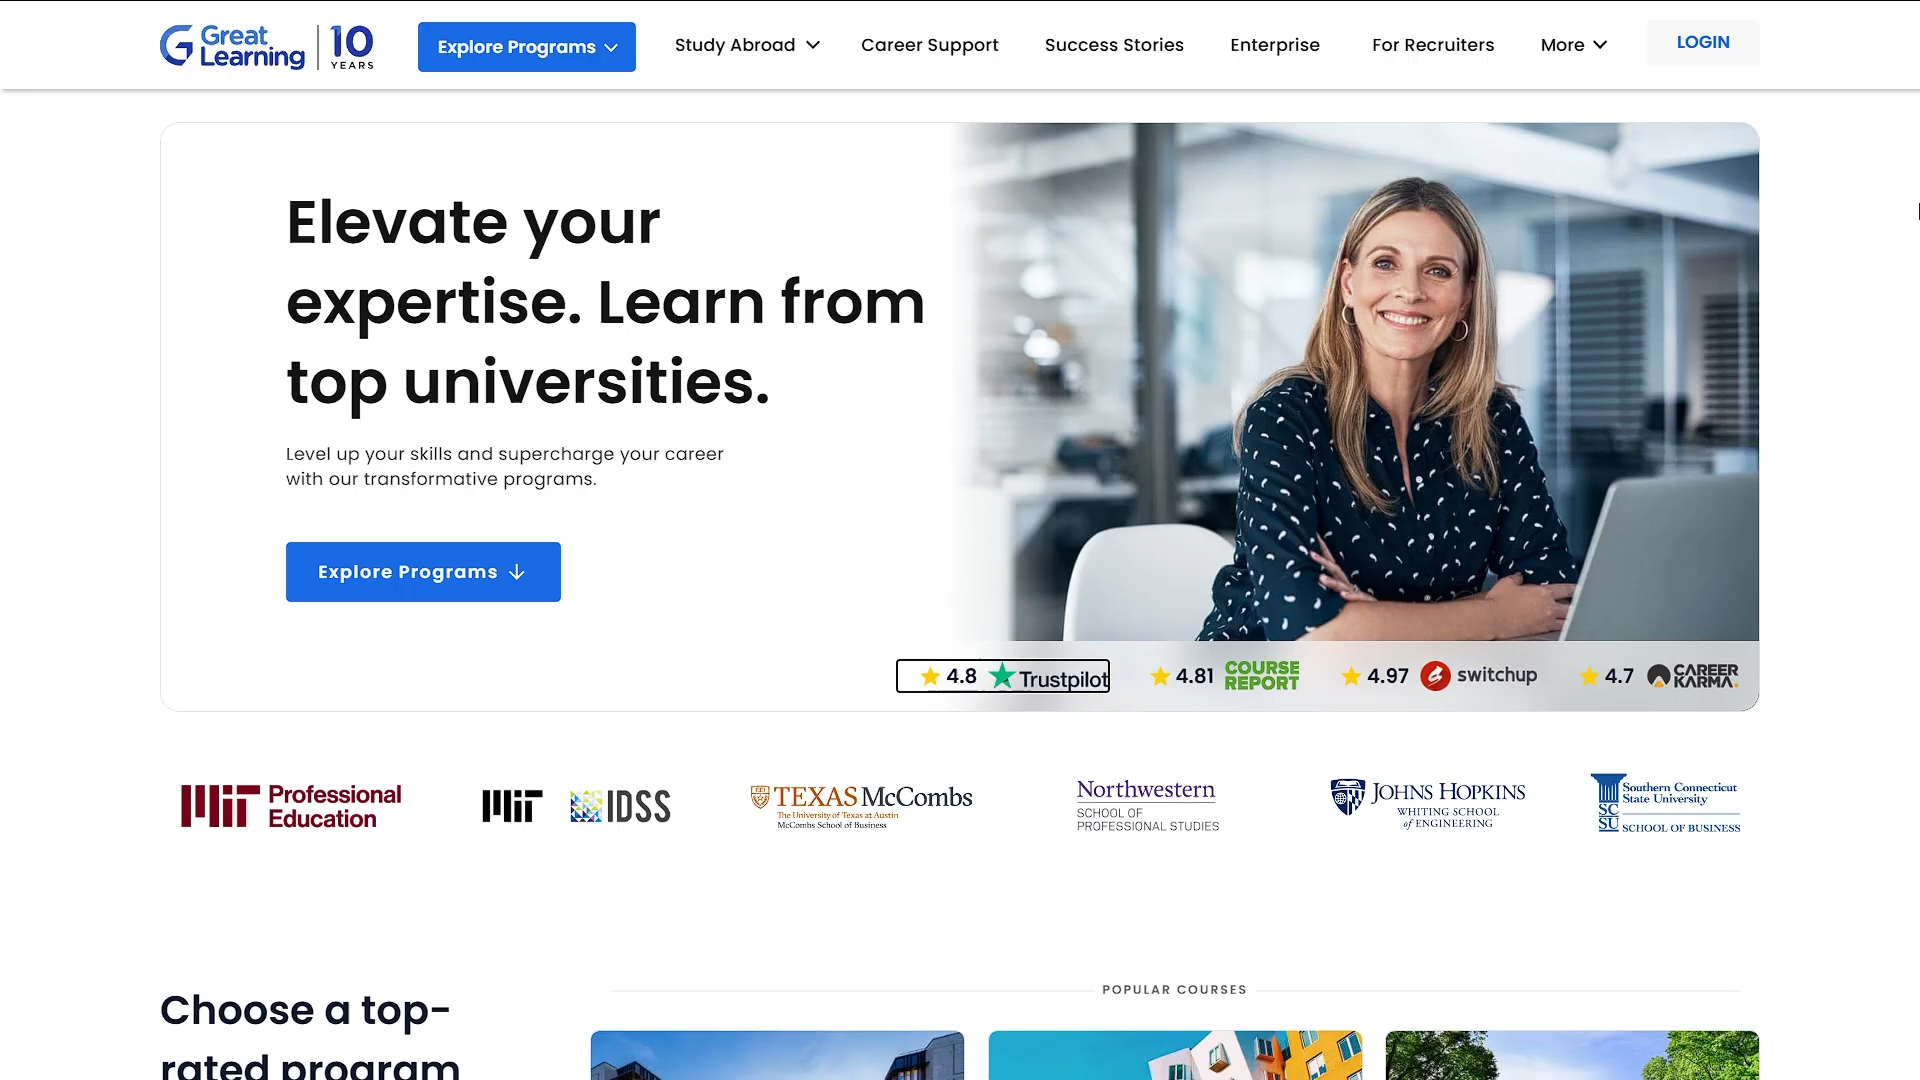 Great Learning
10 YEARS
Explore Programs
Study Abroad
Career Support
Success Stories
Enterprise
For Recruiters
More
LOGIN
Elevate your
expertise. Learn from
top universities.
Level up your skills and supercharge your career
with our transformative programs.
Explore Programs
4.8 Trustpilot
4.81 COURSE REPORT
4.97 switchup
4.7 CAREER KARMA.
MIT Professional Education
MIT IDSS
TEXAS McCombs
The University of Texas at Austin
McCombs School of Business
Northwestern
SCHOOL OF
PROFESSIONAL STUDIES
JOHNS HOPKINS
WHITING SCHOOL
of ENGINEERING
SC
SU
Southern Connecticut
State University
SCHOOL OF BUSINESS
Choose a top-
rated program
POPULAR COURSES